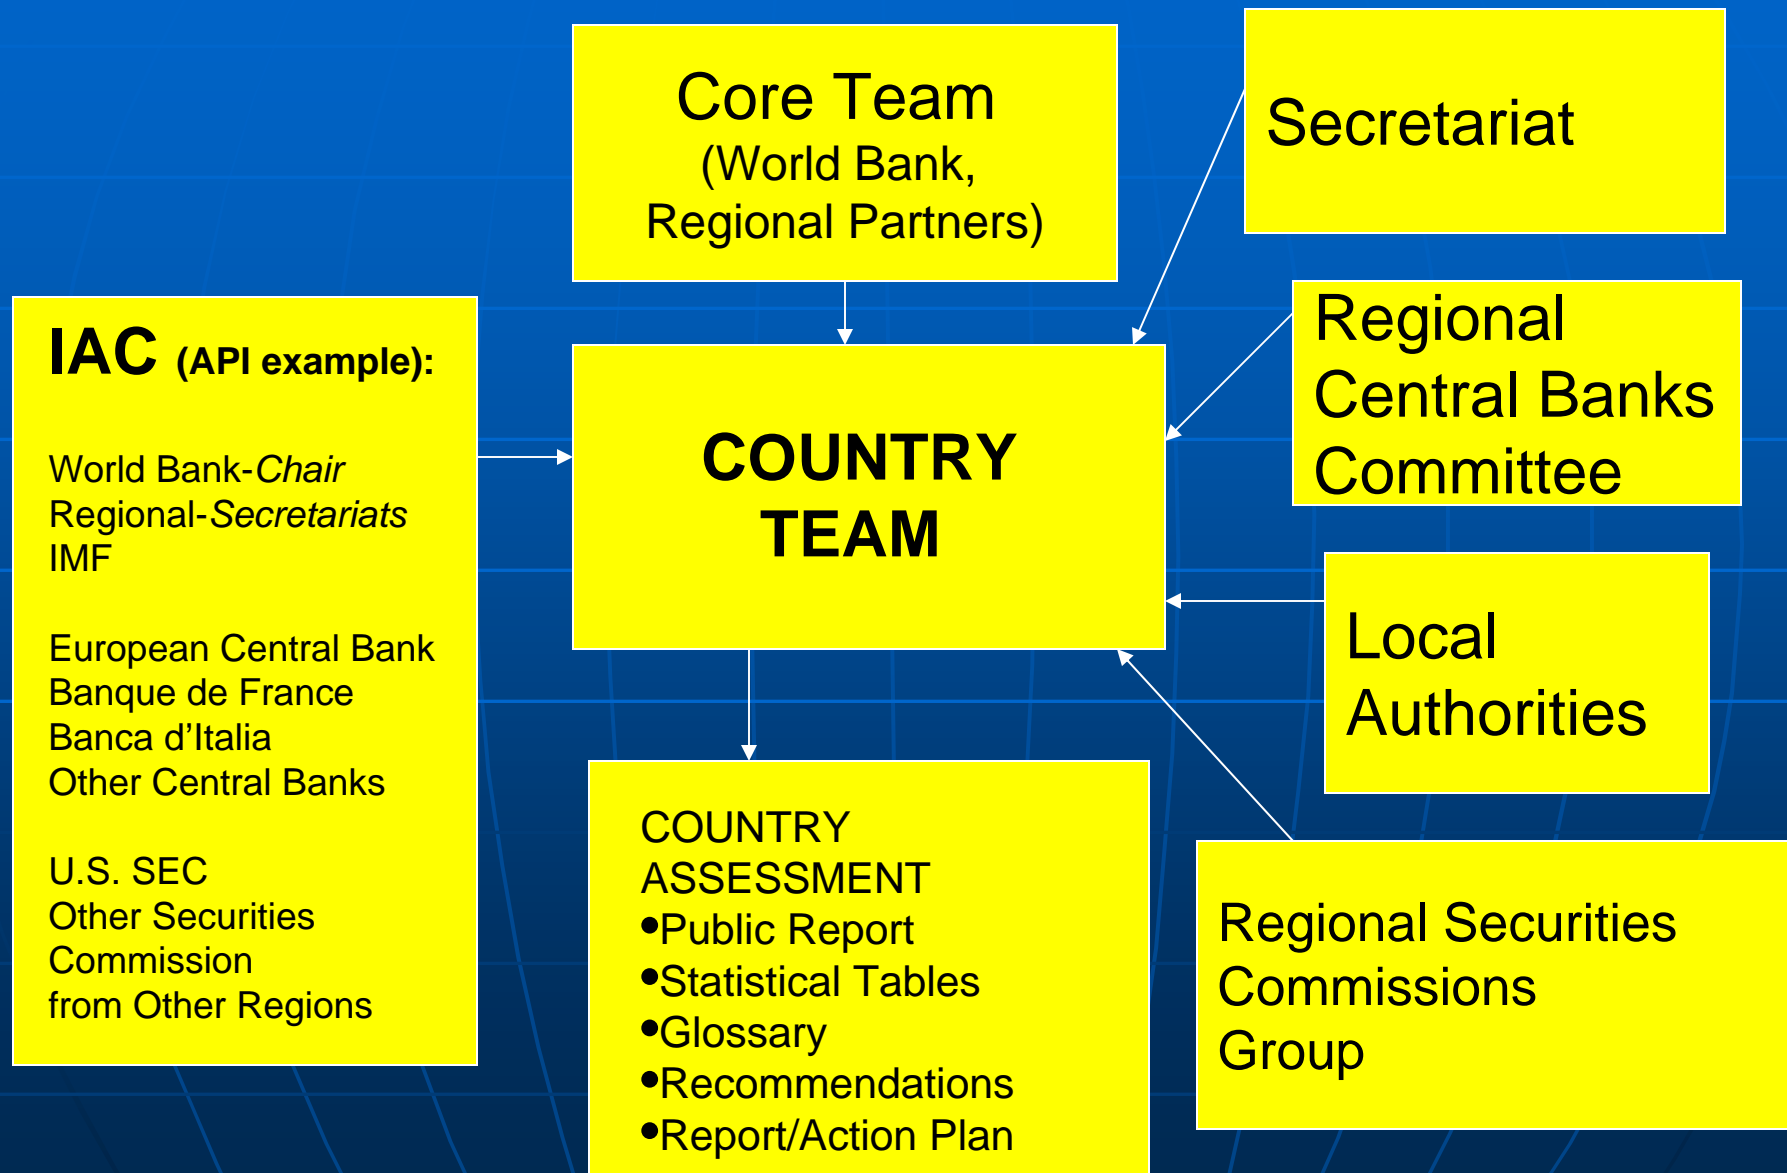 Core Team
(World Bank,
Regional Partners)
Secretariat
IAC (API example):
World Bank-Chair
Regional-Secretariats
IMF
European Central Bank
Banque de France
Banca d’Italia
Other Central Banks
U.S. SEC
Other Securities
Commission
from Other Regions
COUNTRY
TEAM
Regional
Central Banks
Committee
Local
Authorities
COUNTRY
ASSESSMENT
•Public Report
•Statistical Tables
•Glossary
•Recommendations
•Report/Action Plan
Regional Securities
Commissions
Group